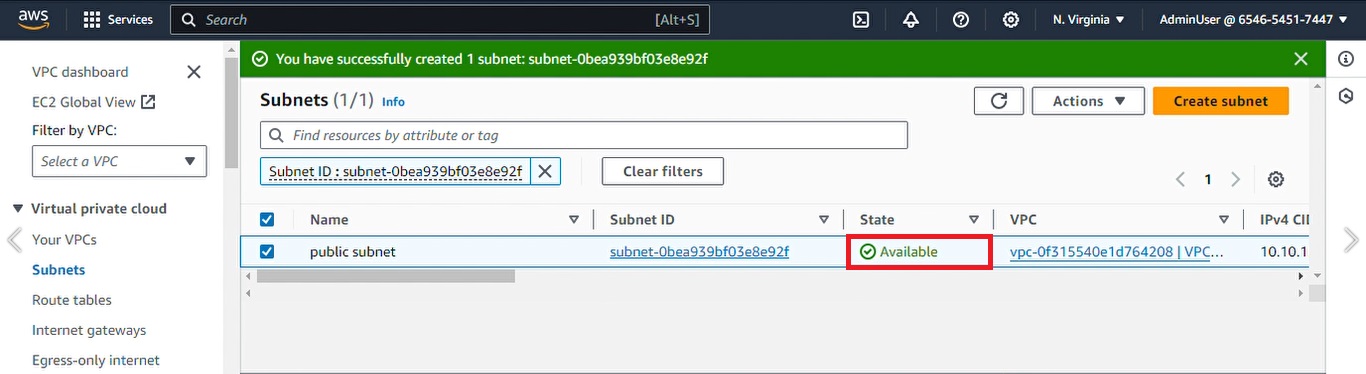 aws
Services
Search [Alt+S]
N. Virginia
AdminUser @ 6546-5451-7447
VPC dashboard
EC2 Global View
Filter by VPC:
Select a VPC
Virtual private cloud
Your VPCs
Subnets
Route tables
Internet gateways
Egress-only internet
You have successfully created 1 subnet: subnet-0bea939bf03e8e92f
Subnets (1/1) Info
Actions
Create subnet
Find resources by attribute or tag
Subnet ID : subnet-0bea939bf03e8e92f
Clear filters
1
Name Subnet ID State VPC IPv4 CID
public subnet subnet-0bea939bf03e8e92f Available vpc-0f315540e1d764208 | VPC… 10.10.1